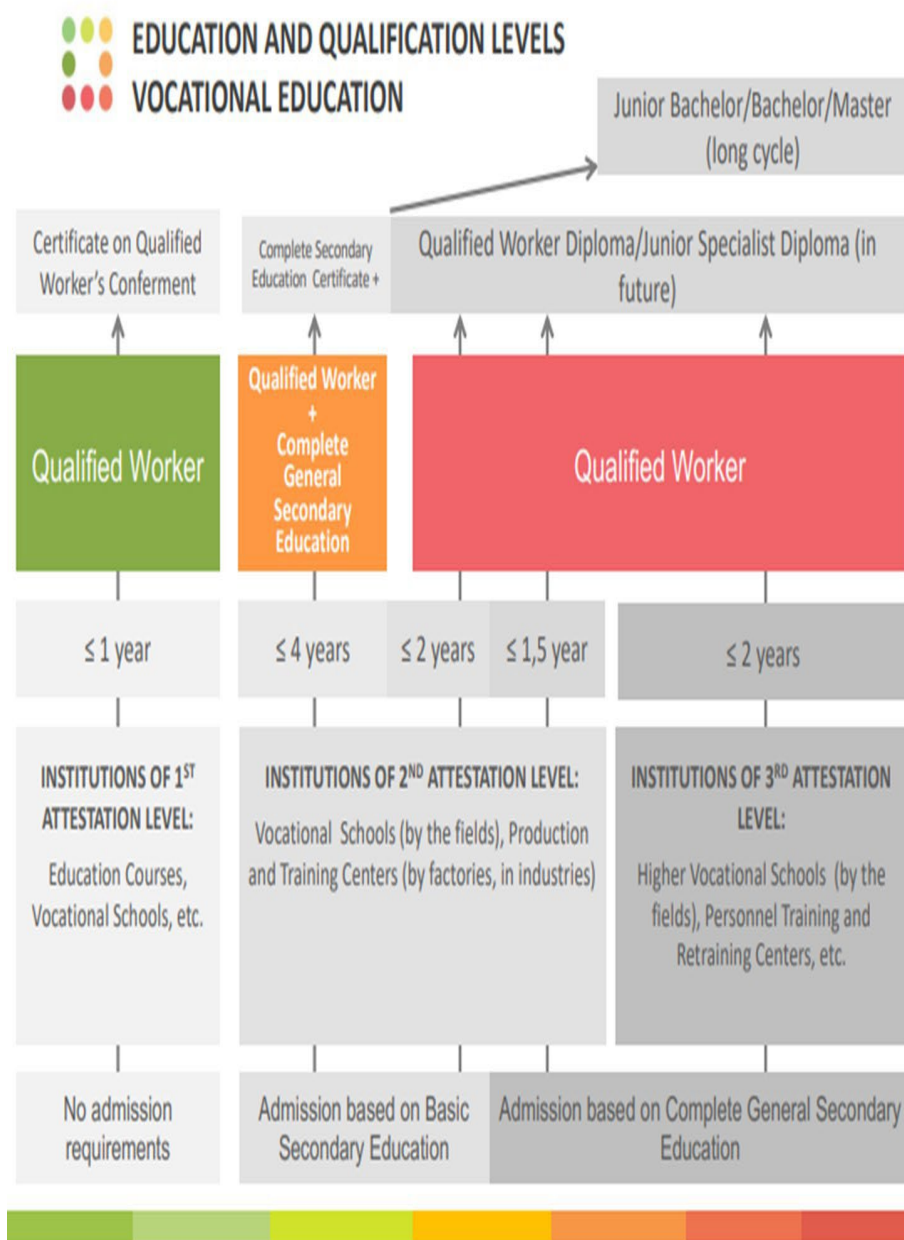 EDUCATION AND QUALIFICATION LEVELS
VOCATIONAL EDUCATION
Junior Bachelor/Bachelor/Master
(long cycle)
Certificate on Qualified
Worker's Conferment
Complete Secondary
Education Certificate +
Qualified Worker Diploma/Junior Specialist Diploma (in
future)
Qualified Worker
Qualified Worker
+
Complete
General
Secondary
Education
Qualified Worker
≤ 1 year
≤ 4 years
≤ 2 years
≤ 1,5 year
≤ 2 years
INSTITUTIONS OF 1ST
ATTESTATION LEVEL:
Education Courses,
Vocational Schools, etc.
INSTITUTIONS OF 2ND ATTESTATION LEVEL:
Vocational Schools (by the fields), Production
and Training Centers (by factories, in industries)
INSTITUTIONS OF 3RD ATTESTATION
LEVEL:
Higher Vocational Schools (by the
fields), Personnel Training and
Retraining Centers, etc.
No admission
requirements
Admission based on Basic
Secondary Education
Admission based on Complete General Secondary
Education